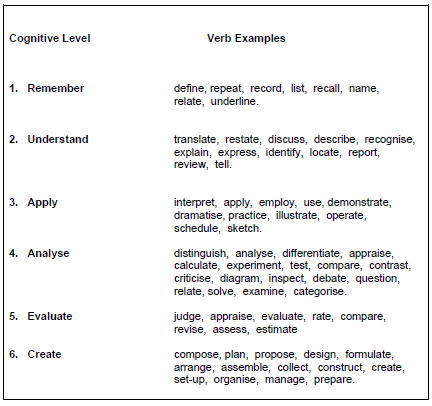 Cognitive Level Verb Examples
1. Remember define, repeat, record, list, recall, name,
relate, underline.
2. Understand translate, restate, discuss, describe, recognise,
explain, express, identify, locate, report,
review, tell.
3. Apply interpret, apply, employ, use, demonstrate,
dramatise, practice, illustrate, operate,
schedule, sketch.
4. Analyse distinguish, analyse, differentiate, appraise,
calculate, experiment, test, compare, contrast,
criticise, diagram, inspect, debate, question,
relate, solve, examine, categorise.
5. Evaluate judge, appraise, evaluate, rate, compare,
revise, assess, estimate
6. Create compose, plan, propose, design, formulate,
arrange, assemble, collect, construct, create,
set-up, organise, manage, prepare.